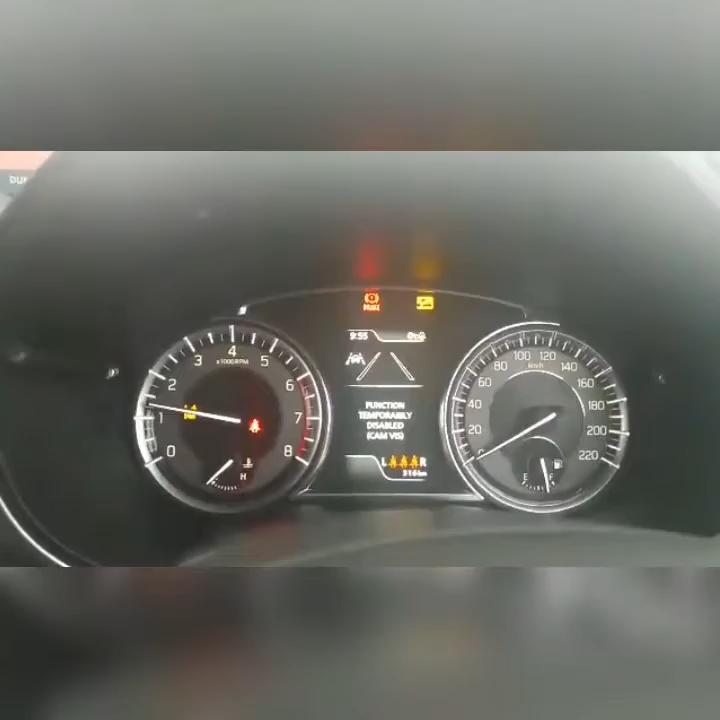 9:55
FUNCTION
TEMPORARILY
DISABLED
(CAM VIS)
L R
316km
0
1
2
3
4
5
6
7
8
x1000RPM
H
20
40
60
80
100
120
140
160
180
200
220
km/h
E
F